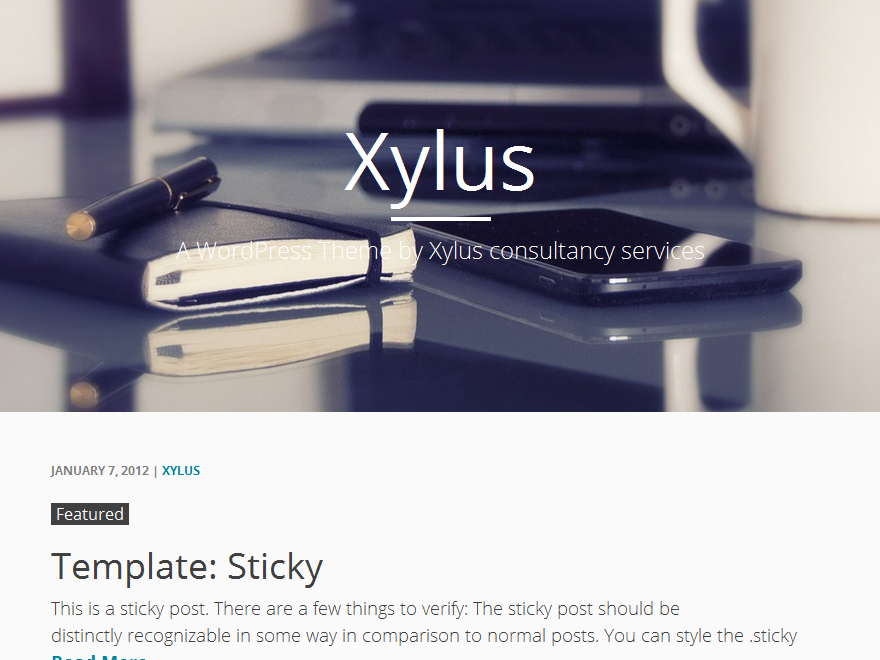 Xylus
A WordPress Theme by Xylus consultancy services
JANUARY 7, 2012 | XYLUS
Featured
Template: Sticky
This is a sticky post. There are a few things to verify: The sticky post should be
distinctly recognizable in some way in comparison to normal posts. You can style the .sticky
Read More